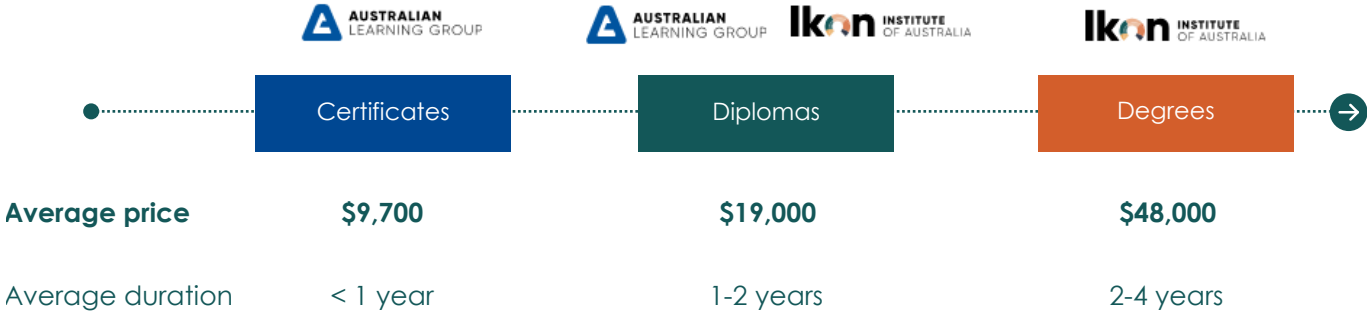 AUSTRALIAN
LEARNING GROUP
AUSTRALIAN
LEARNING GROUP
Ikon INSTITUTE
OF AUSTRALIA
Ikon INSTITUTE
OF AUSTRALIA
Certificates Diplomas Degrees
Average price $9,700 $19,000 $48,000
Average duration < 1 year 1-2 years 2-4 years